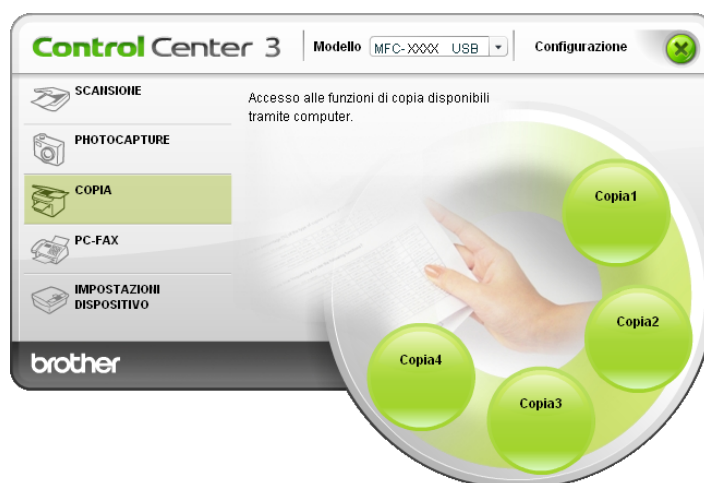 Control Center 3
Modello
MFC-XXXX USB
Configurazione
SCANSIONE
PHOTOCAPTURE
COPIA
PC-FAX
IMPOSTAZIONI
DISPOSITIVO
Accesso alle funzioni di copia disponibili
tramite computer.
Copia1
Copia2
Copia3
Copia4
brother